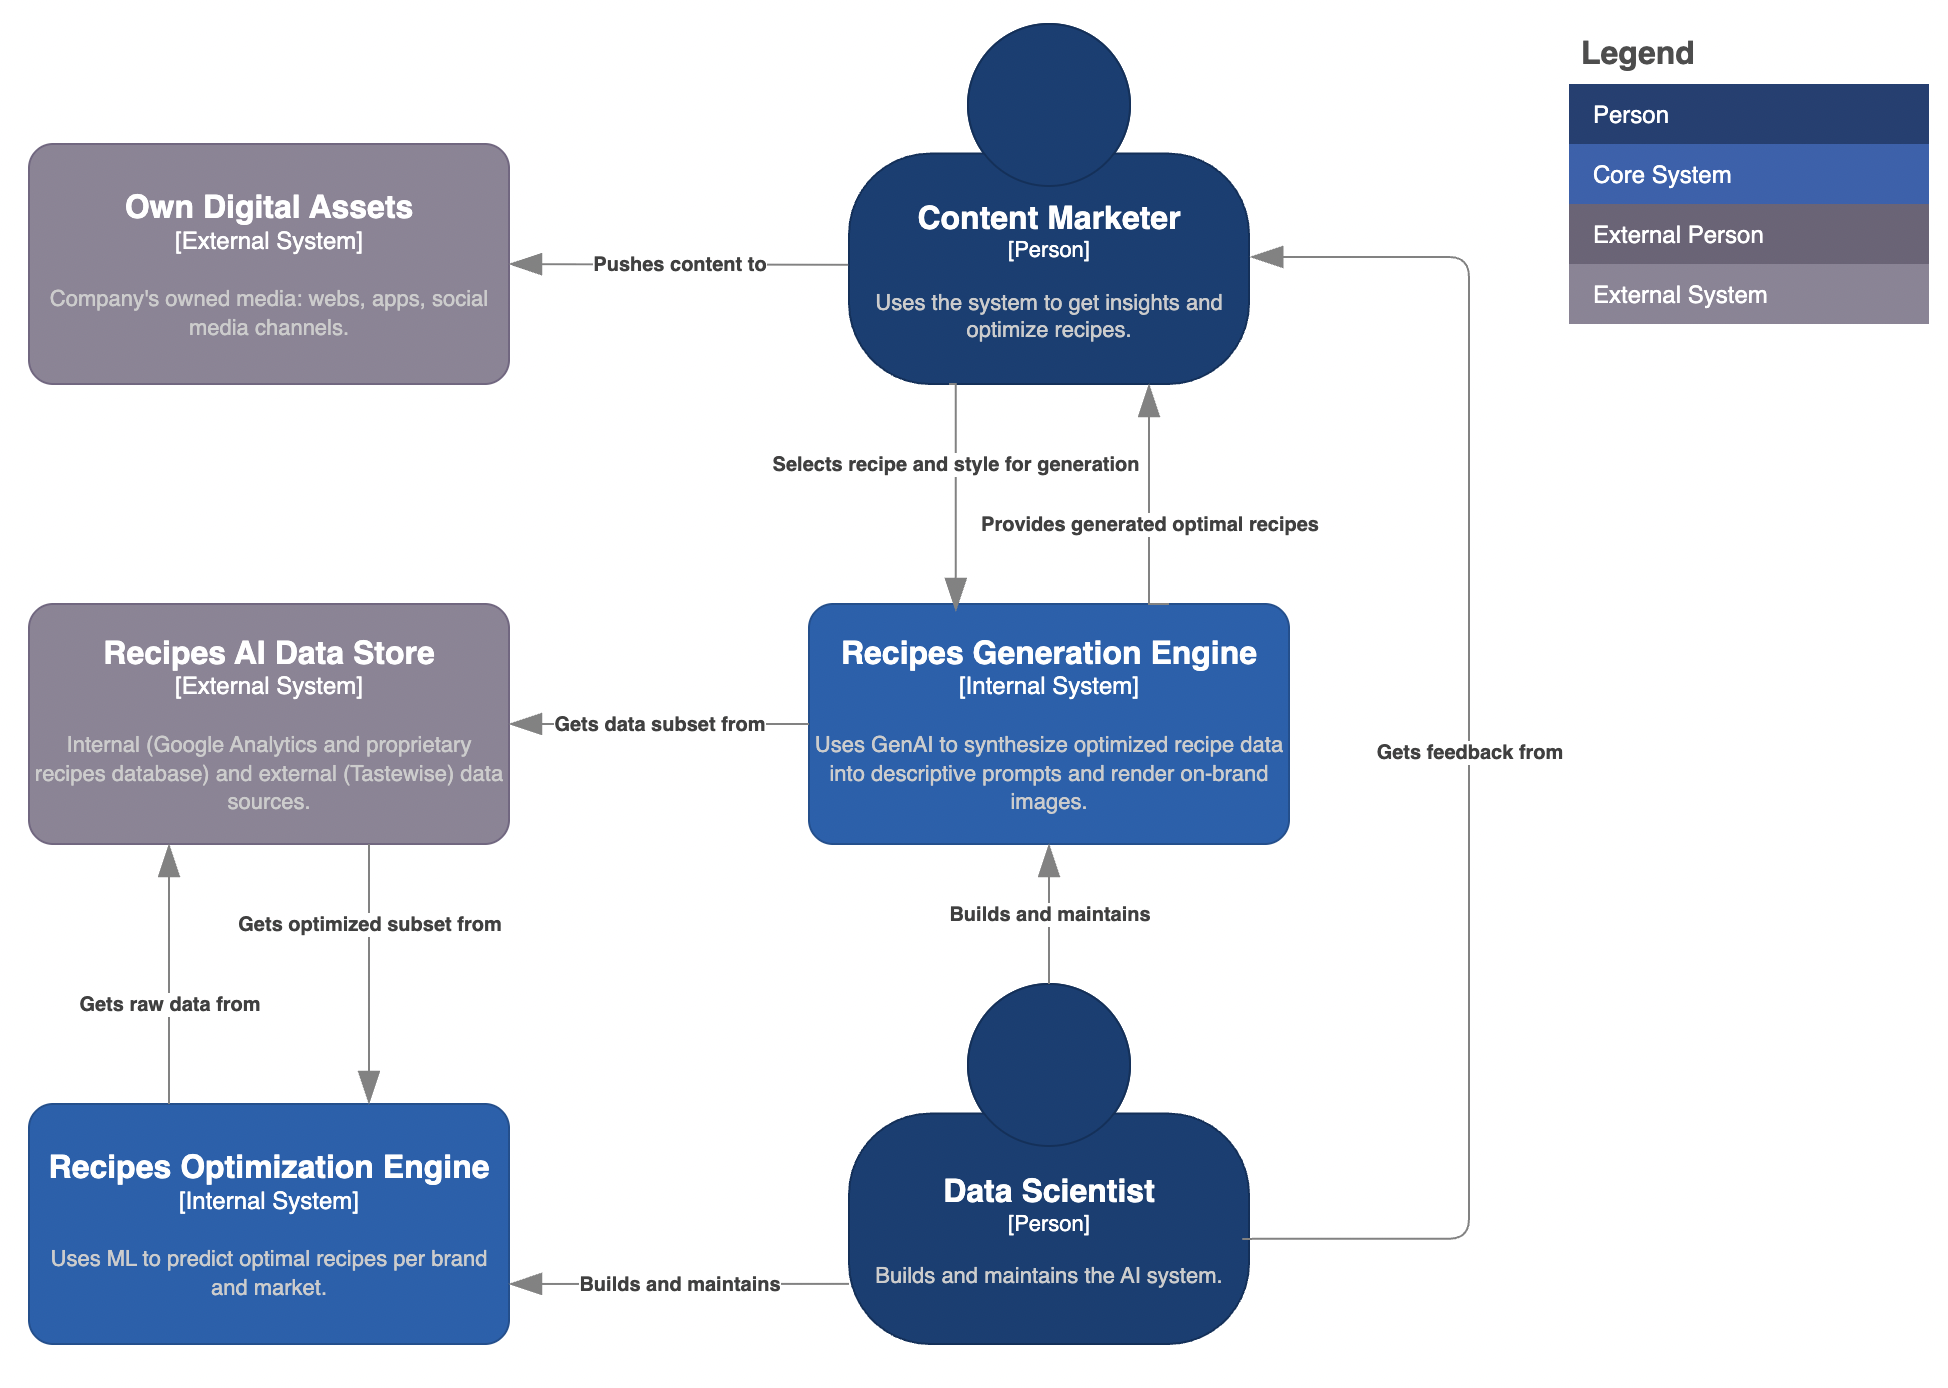 Legend
Person
Core System
External Person
External System
Content Marketer
[Person]
Uses the system to get insights and
optimize recipes.
Own Digital Assets
[External System]
Company's owned media: webs, apps, social
media channels.
Pushes content to
Selects recipe and style for generation
Provides generated optimal recipes
Recipes AI Data Store
[External System]
Internal (Google Analytics and proprietary
recipes database) and external (Tastewise) data
sources.
Gets data subset from
Recipes Generation Engine
[Internal System]
Uses GenAI to synthesize optimized recipe data
into descriptive prompts and render on-brand
images.
Gets feedback from
Gets optimized subset from
Gets raw data from
Builds and maintains
Recipes Optimization Engine
[Internal System]
Uses ML to predict optimal recipes per brand
and market.
Builds and maintains
Data Scientist
[Person]
Builds and maintains the AI system.